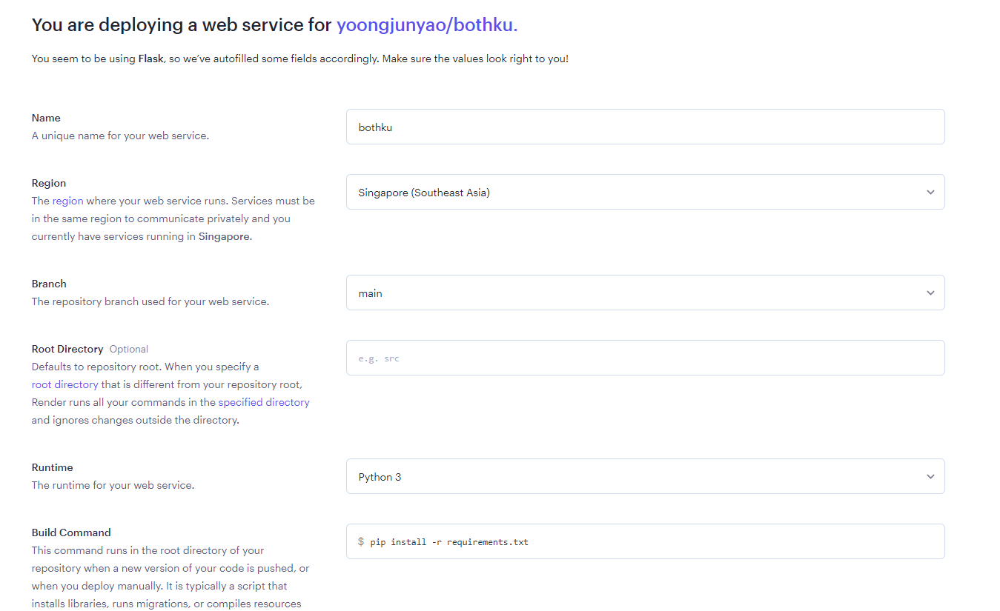 You are deploying a web service for yoongjunyao/bothku.
You seem to be using Flask, so we’ve autofilled some fields accordingly. Make sure the values look right to you!
Name
A unique name for your web service.
bothku
Region
The region where your web service runs. Services must be
in the same region to communicate privately and you
currently have services running in Singapore.
Singapore (Southeast Asia)
Branch
The repository branch used for your web service.
main
Root Directory Optional
Defaults to repository root. When you specify a
root directory that is different from your repository root,
Render runs all your commands in the specified directory
and ignores changes outside the directory.
e.g. src
Runtime
The runtime for your web service.
Python 3
Build Command
This command runs in the root directory of your
repository when a new version of your code is pushed, or
when you deploy manually. It is typically a script that
installs libraries, runs migrations, or compiles resources
$ pip install -r requirements.txt